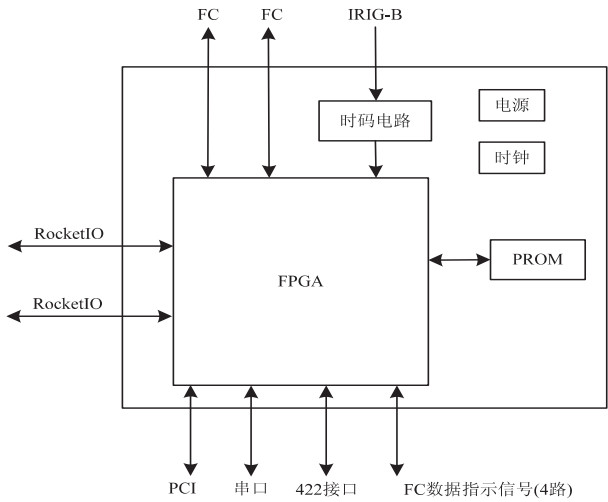 FC FC IRIG-B
电源
时码电路
时钟
RocketIO
PROM
FPGA
RocketIO
PCI 串口 422接口 FC数据指示信号(4路)